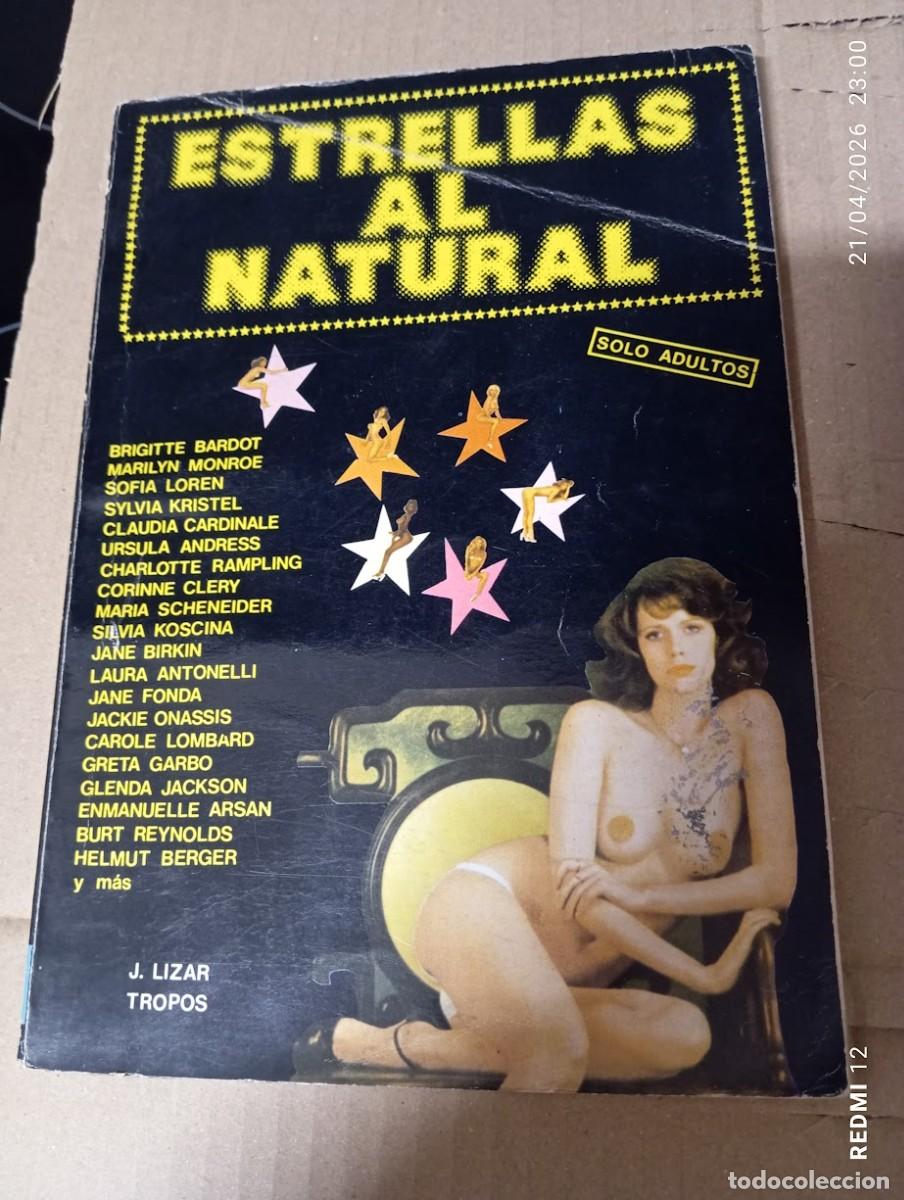 ESTRELLAS
AL
NATURAL
SOLO ADULTOS
BRIGITTE BARDOT
MARILYN MONROE
SOFIA LOREN
SYLVIA KRISTEL
CLAUDIA CARDINALE
URSULA ANDRESS
CHARLOTTE RAMPLING
CORINNE CLERY
MARIA SCHENEIDER
SILVIA KOSCINA
JANE BIRKIN
LAURA ANTONELLI
JANE FONDA
JACKIE ONASSIS
CAROLE LOMBARD
GRETA GARBO
GLENDA JACKSON
ENMANUELLE ARSAN
BURT REYNOLDS
HELMUT BERGER
y más
J. LIZAR
TROPOS
21/04/2026 23:00
REDMI 12
todocoleccion